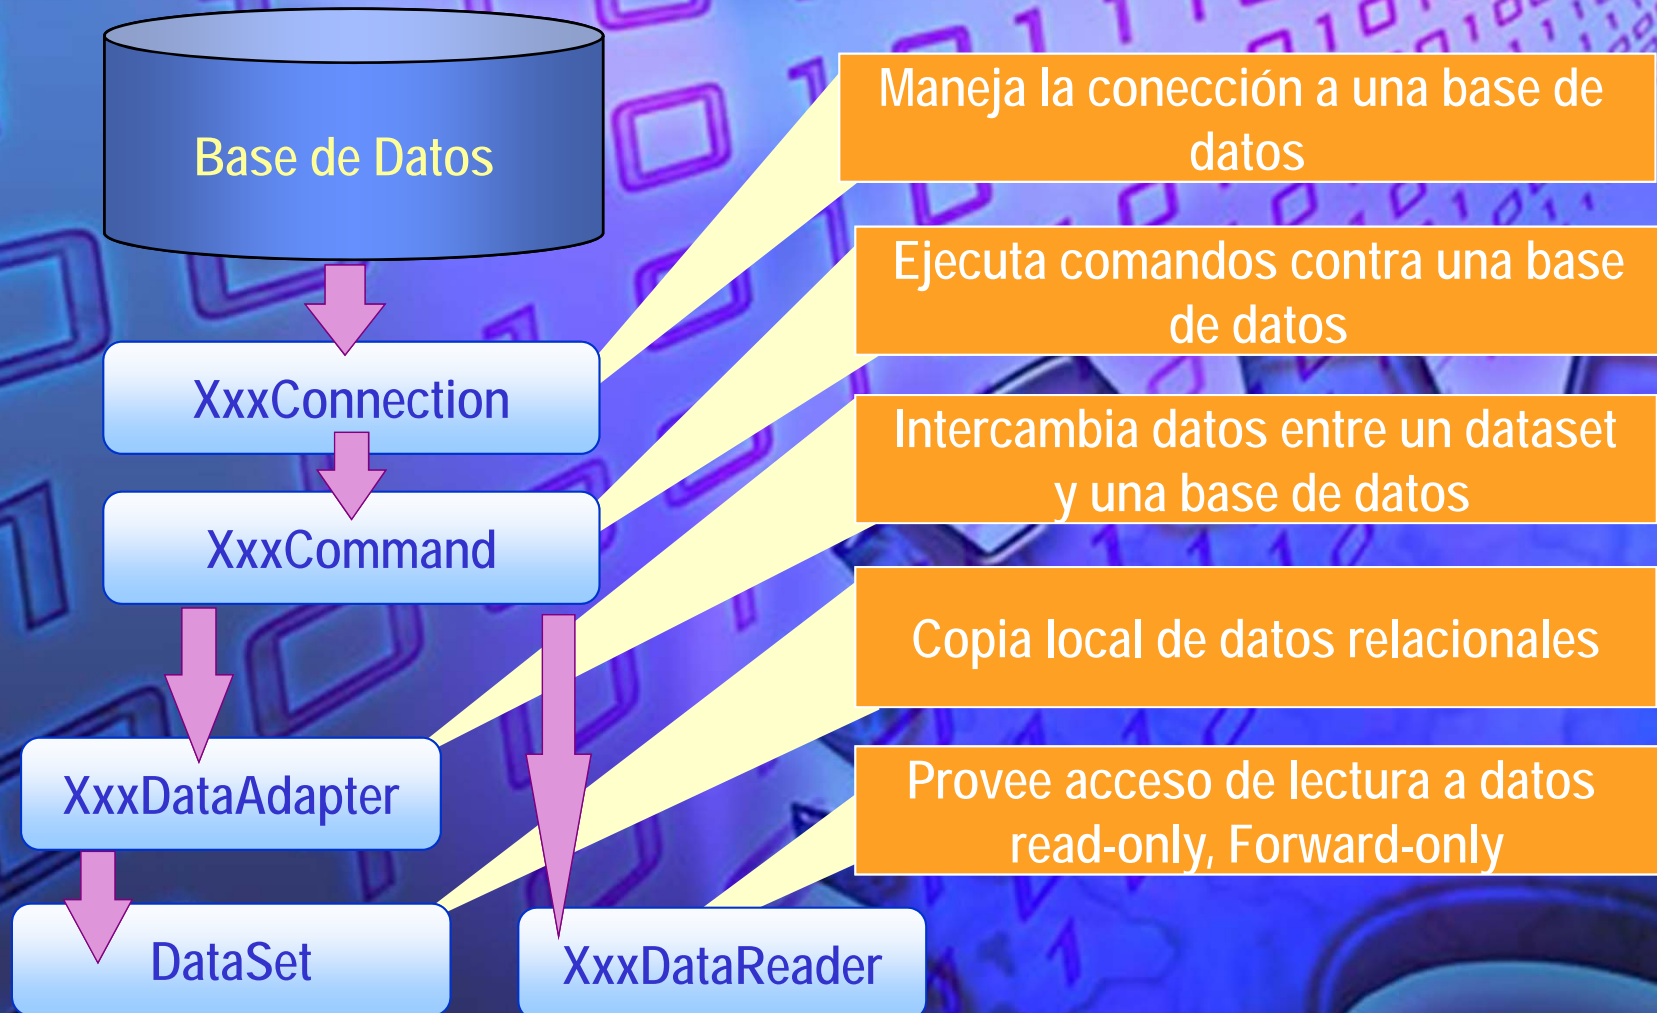 Base de Datos
XxxConnection
XxxCommand
XxxDataAdapter
DataSet
XxxDataReader
Maneja la conección a una base de
datos
Ejecuta comandos contra una base
de datos
Intercambia datos entre un dataset
y una base de datos
Copia local de datos relacionales
Provee acceso de lectura a datos
read-only, Forward-only